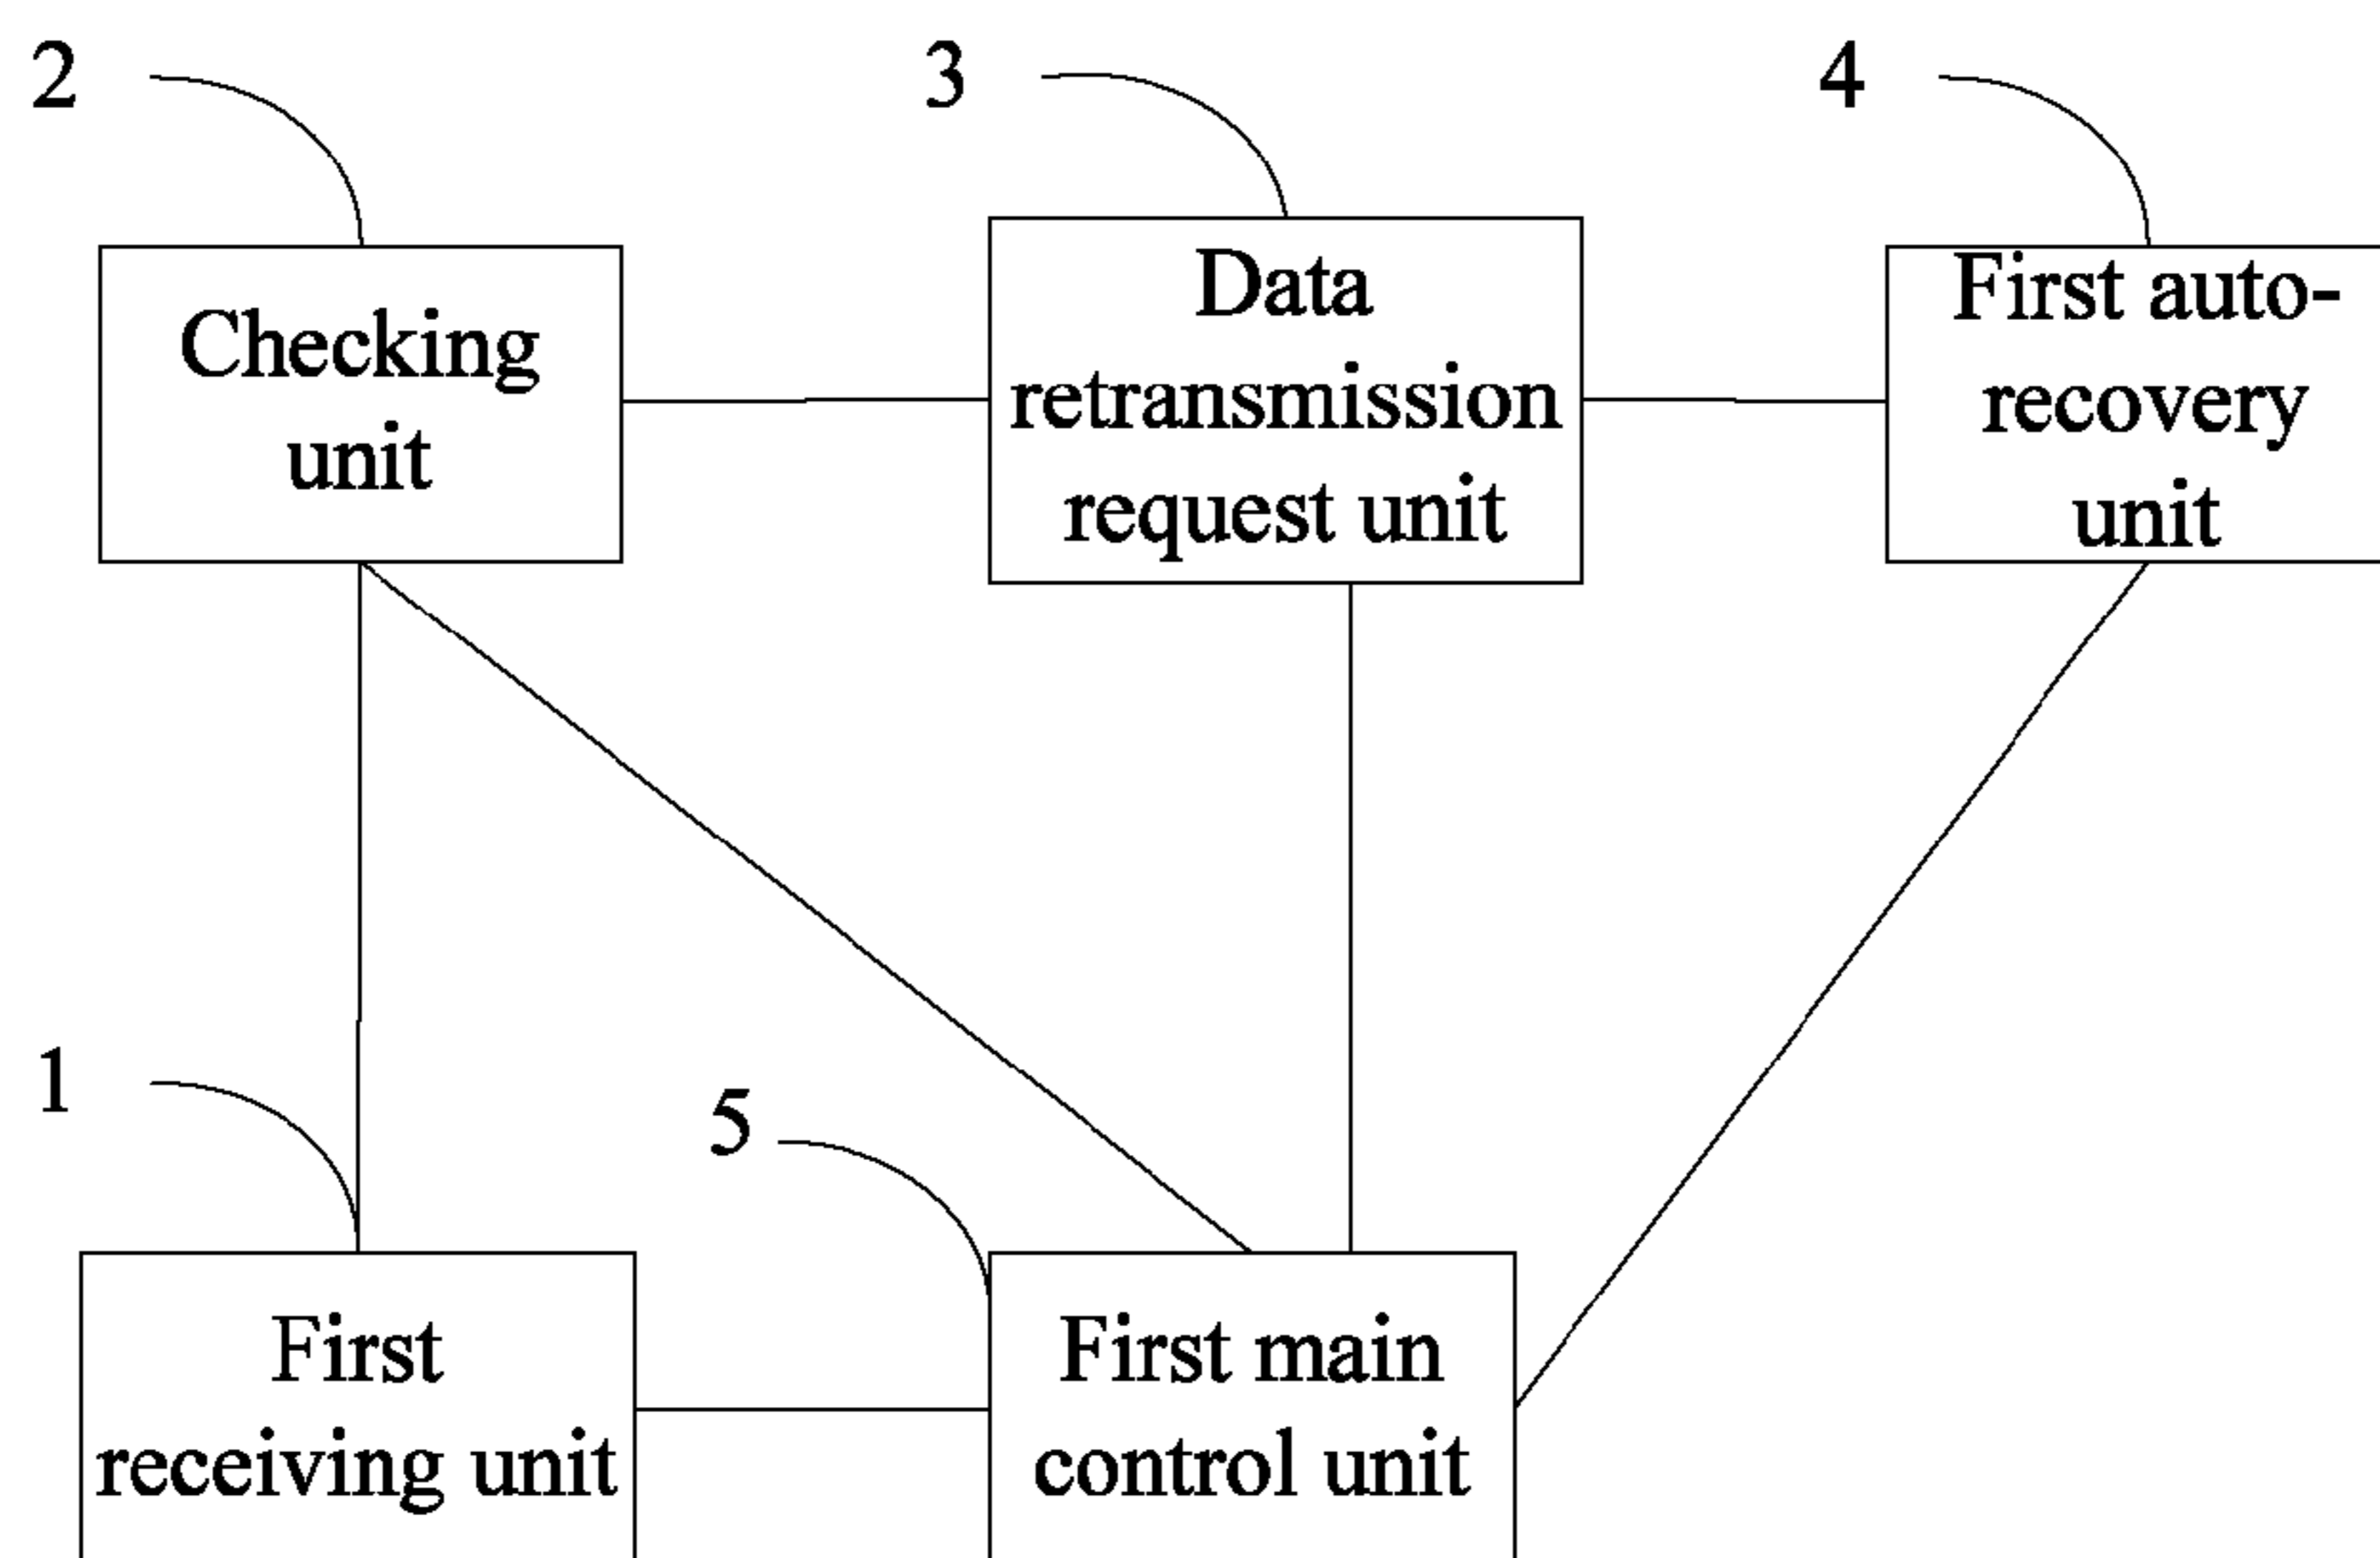 2
3
4
Checking
unit
Data
retransmission
request unit
First auto-
recovery
unit
1
5
First
receiving unit
First main
control unit